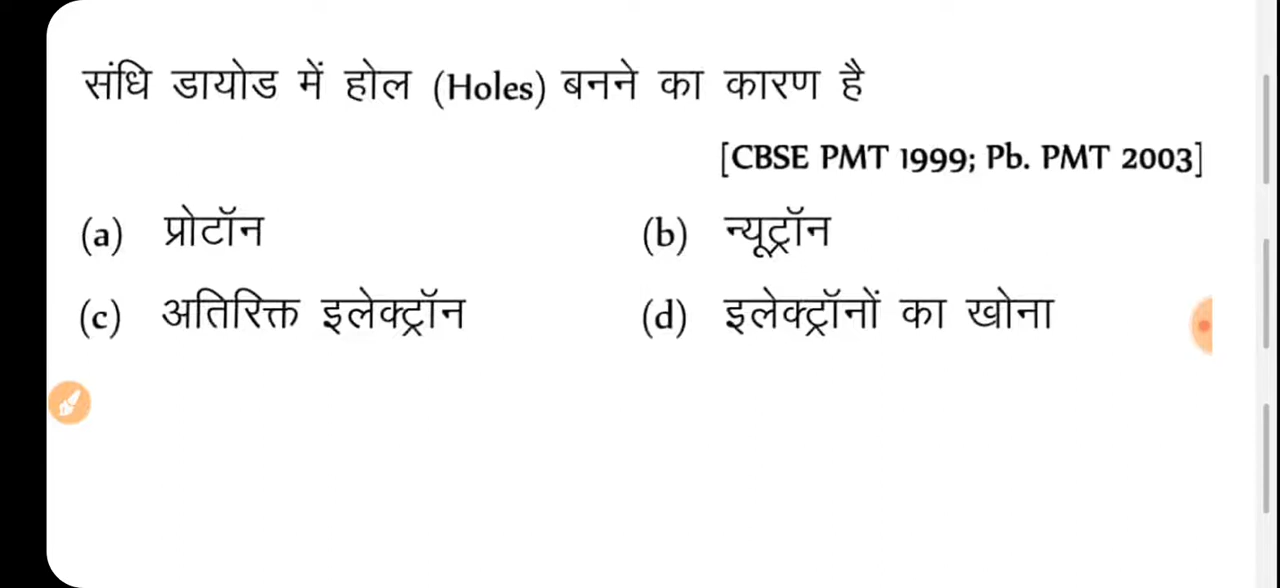 संधि डायोड में होल (Holes) बनने का कारण है
[CBSE PMT 1999; Pb. PMT 2003]
(a) प्रोटॉन (b) न्यूट्रॉन
(c) अतिरिक्त इलेक्ट्रॉन (d) इलेक्ट्रॉनों का खोना